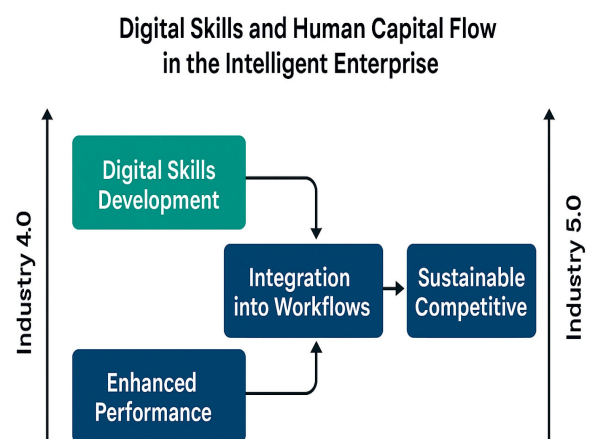 Digital Skills and Human Capital Flow
in the Intelligent Enterprise
Industry 4.0
Digital Skills
Development
Integration
into Workflows
Sustainable
Competitive
Enhanced
Performance
Industry 5.0